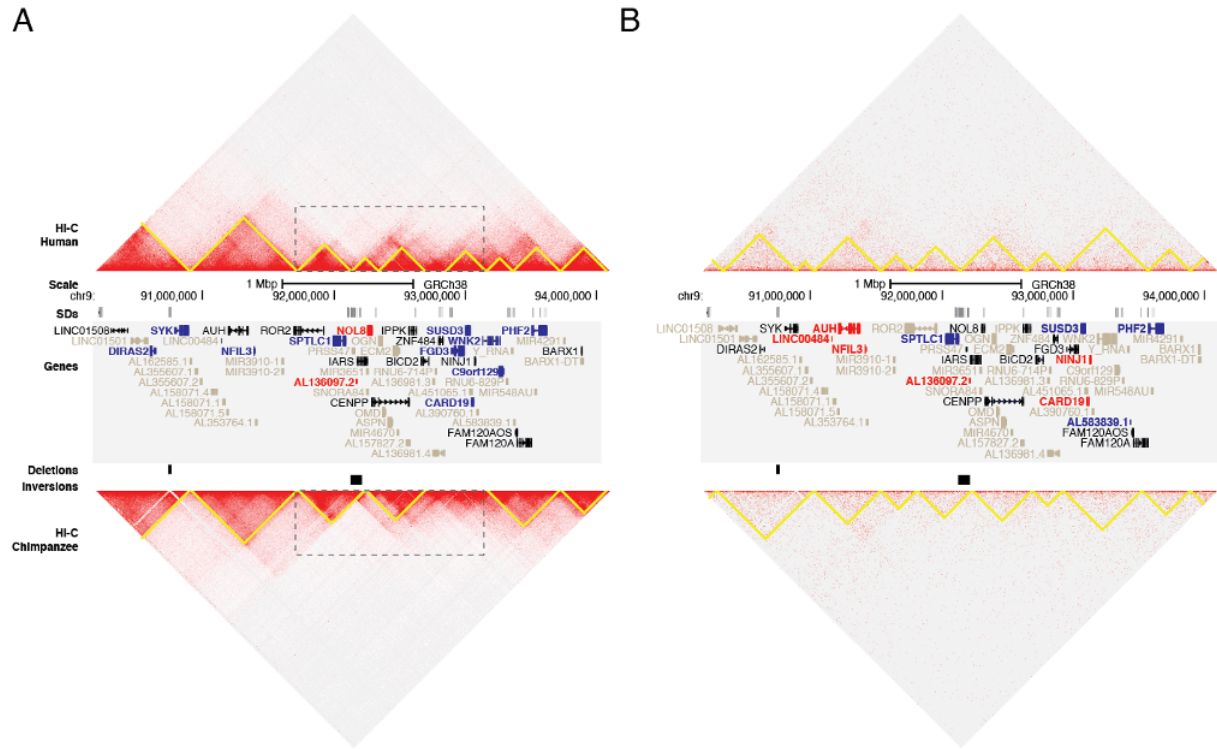 A
B
HI-C
Human
Scale
1 Mbp
GRCh38
chr9:
91,000,000
92,000,000
93,000,000
94,000,000
SDs
Genes
LINC01508 SYK AUH ROR2 NOL8 IPPK SUSD3 PHF2
LINC01501 LINC00484 SPTLC1 OGN ZNF484 WNK2 MIR4291
DIRAS2 NFIL3 PRSS47 ECM2 FGD3 Y_RNA BARX1
AL162585.1 MIR3910-1 IARS BICD2 NINJ1 BARX1-DT
AL355607.1 MIR3910-2 MIR3651 RNU6-714P C9orf129
AL355607.2 AL136097.2 AL136981.3 RNU6-829P
AL158071.4 SNORA84 AL451065.1 MIR548AU
AL158071.1 CENPP CARD19
AL158071.5 OMD AL390760.1
AL353764.1 ASPN AL583839.1
MIR4670 FAM120AOS
AL157827.2 FAM120A
AL136981.4
Deletions
Inversions
HI-C
Chimpanzee
1 Mbp
GRCh38
chr9:
91,000,000
92,000,000
93,000,000
94,000,000
LINC01508 SYK AUH ROR2 NOL8 IPPK SUSD3 PHF2
LINC01501 LINC00484 SPTLC1 OGN ZNF484 WNK2 MIR4291
DIRAS2 NFIL3 PRSS47 ECM2 FGD3 Y_RNA BARX1
AL162585.1 MIR3910-1 IARS BICD2 NINJ1 BARX1-DT
AL355607.1 MIR3910-2 MIR3651 RNU6-714P C9orf129
AL355607.2 AL136097.2 AL136981.3 RNU6-829P
AL158071.4 SNORA84 AL451065.1 MIR548AU
AL158071.1 CENPP CARD19
AL158071.5 OMD AL390760.1
AL353764.1 ASPN AL583839.1
MIR4670 FAM120AOS
AL157827.2 FAM120A
AL136981.4